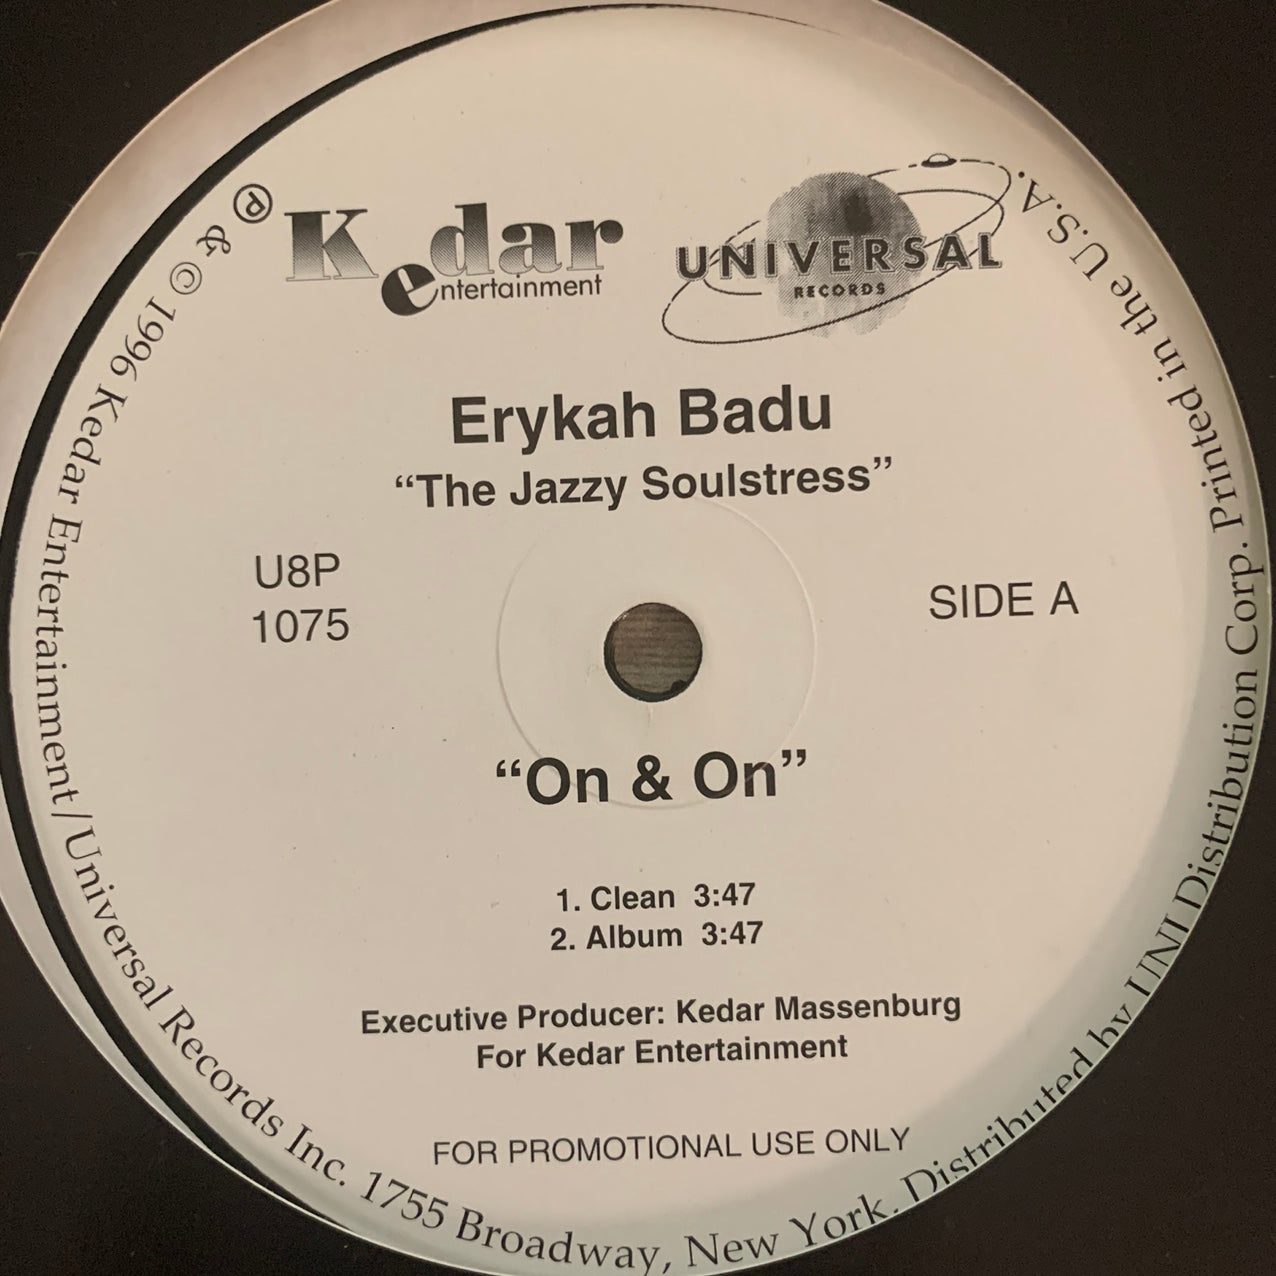 Kedar
entertainment
UNIVERSAL
RECORDS
Erykah Badu
“The Jazzy Soulstress”
U8P
1075
SIDE A
“On & On”
1. Clean 3:47
2. Album 3:47
Executive Producer: Kedar Massenburg
For Kedar Entertainment
FOR PROMOTIONAL USE ONLY
℗ & © 1996 Kedar Entertainment/Universal Records Inc. 1755 Broadway, New York. Distributed by UNI Distribution Corp. Printed in the U.S.A.